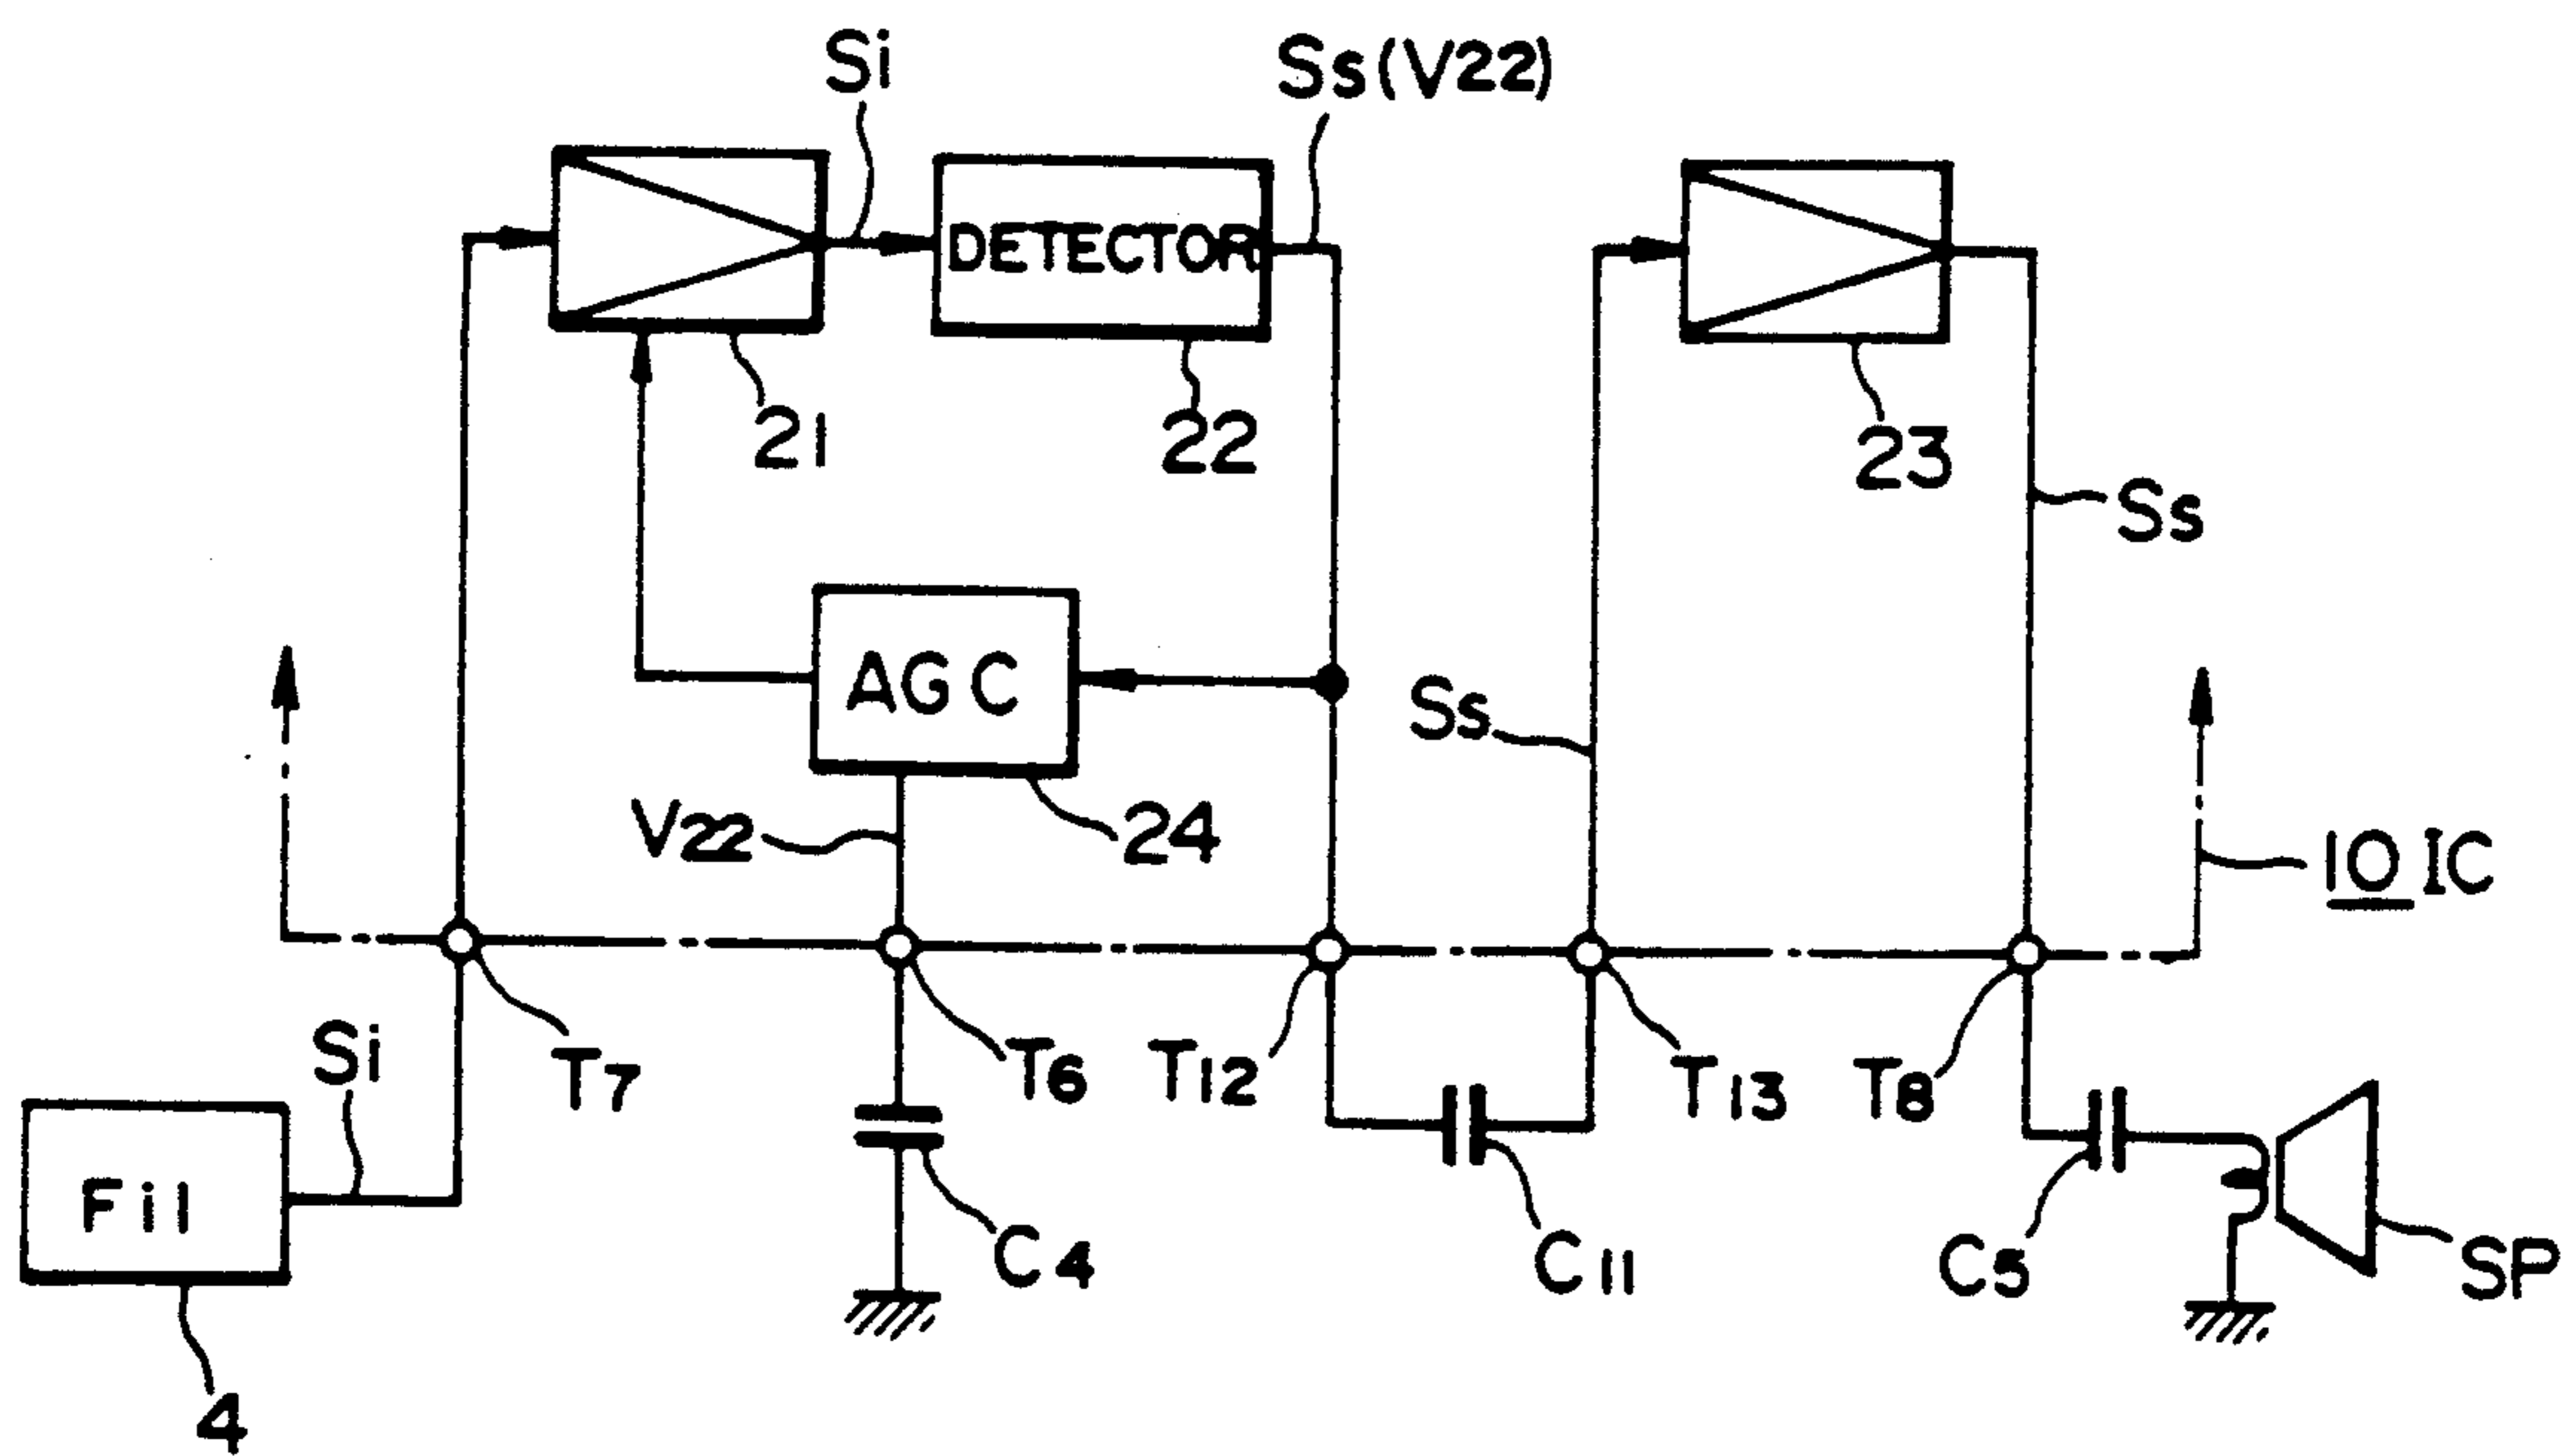 Si
Ss(V22)
DETECTOR
21
22
23
Ss
AGC
Ss
V22
24
10 IC
Si
T7
T6
T12
T13
T8
Fil
C4
C11
C5
SP
4